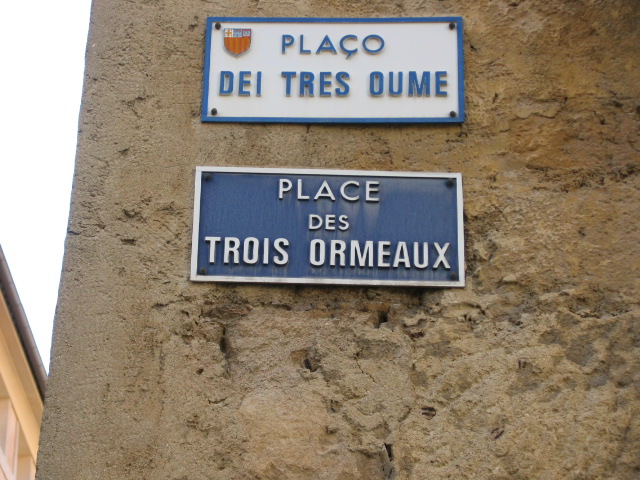 PLAÇO
DEI TRES OUME
PLACE
DES
TROIS ORMEAUX